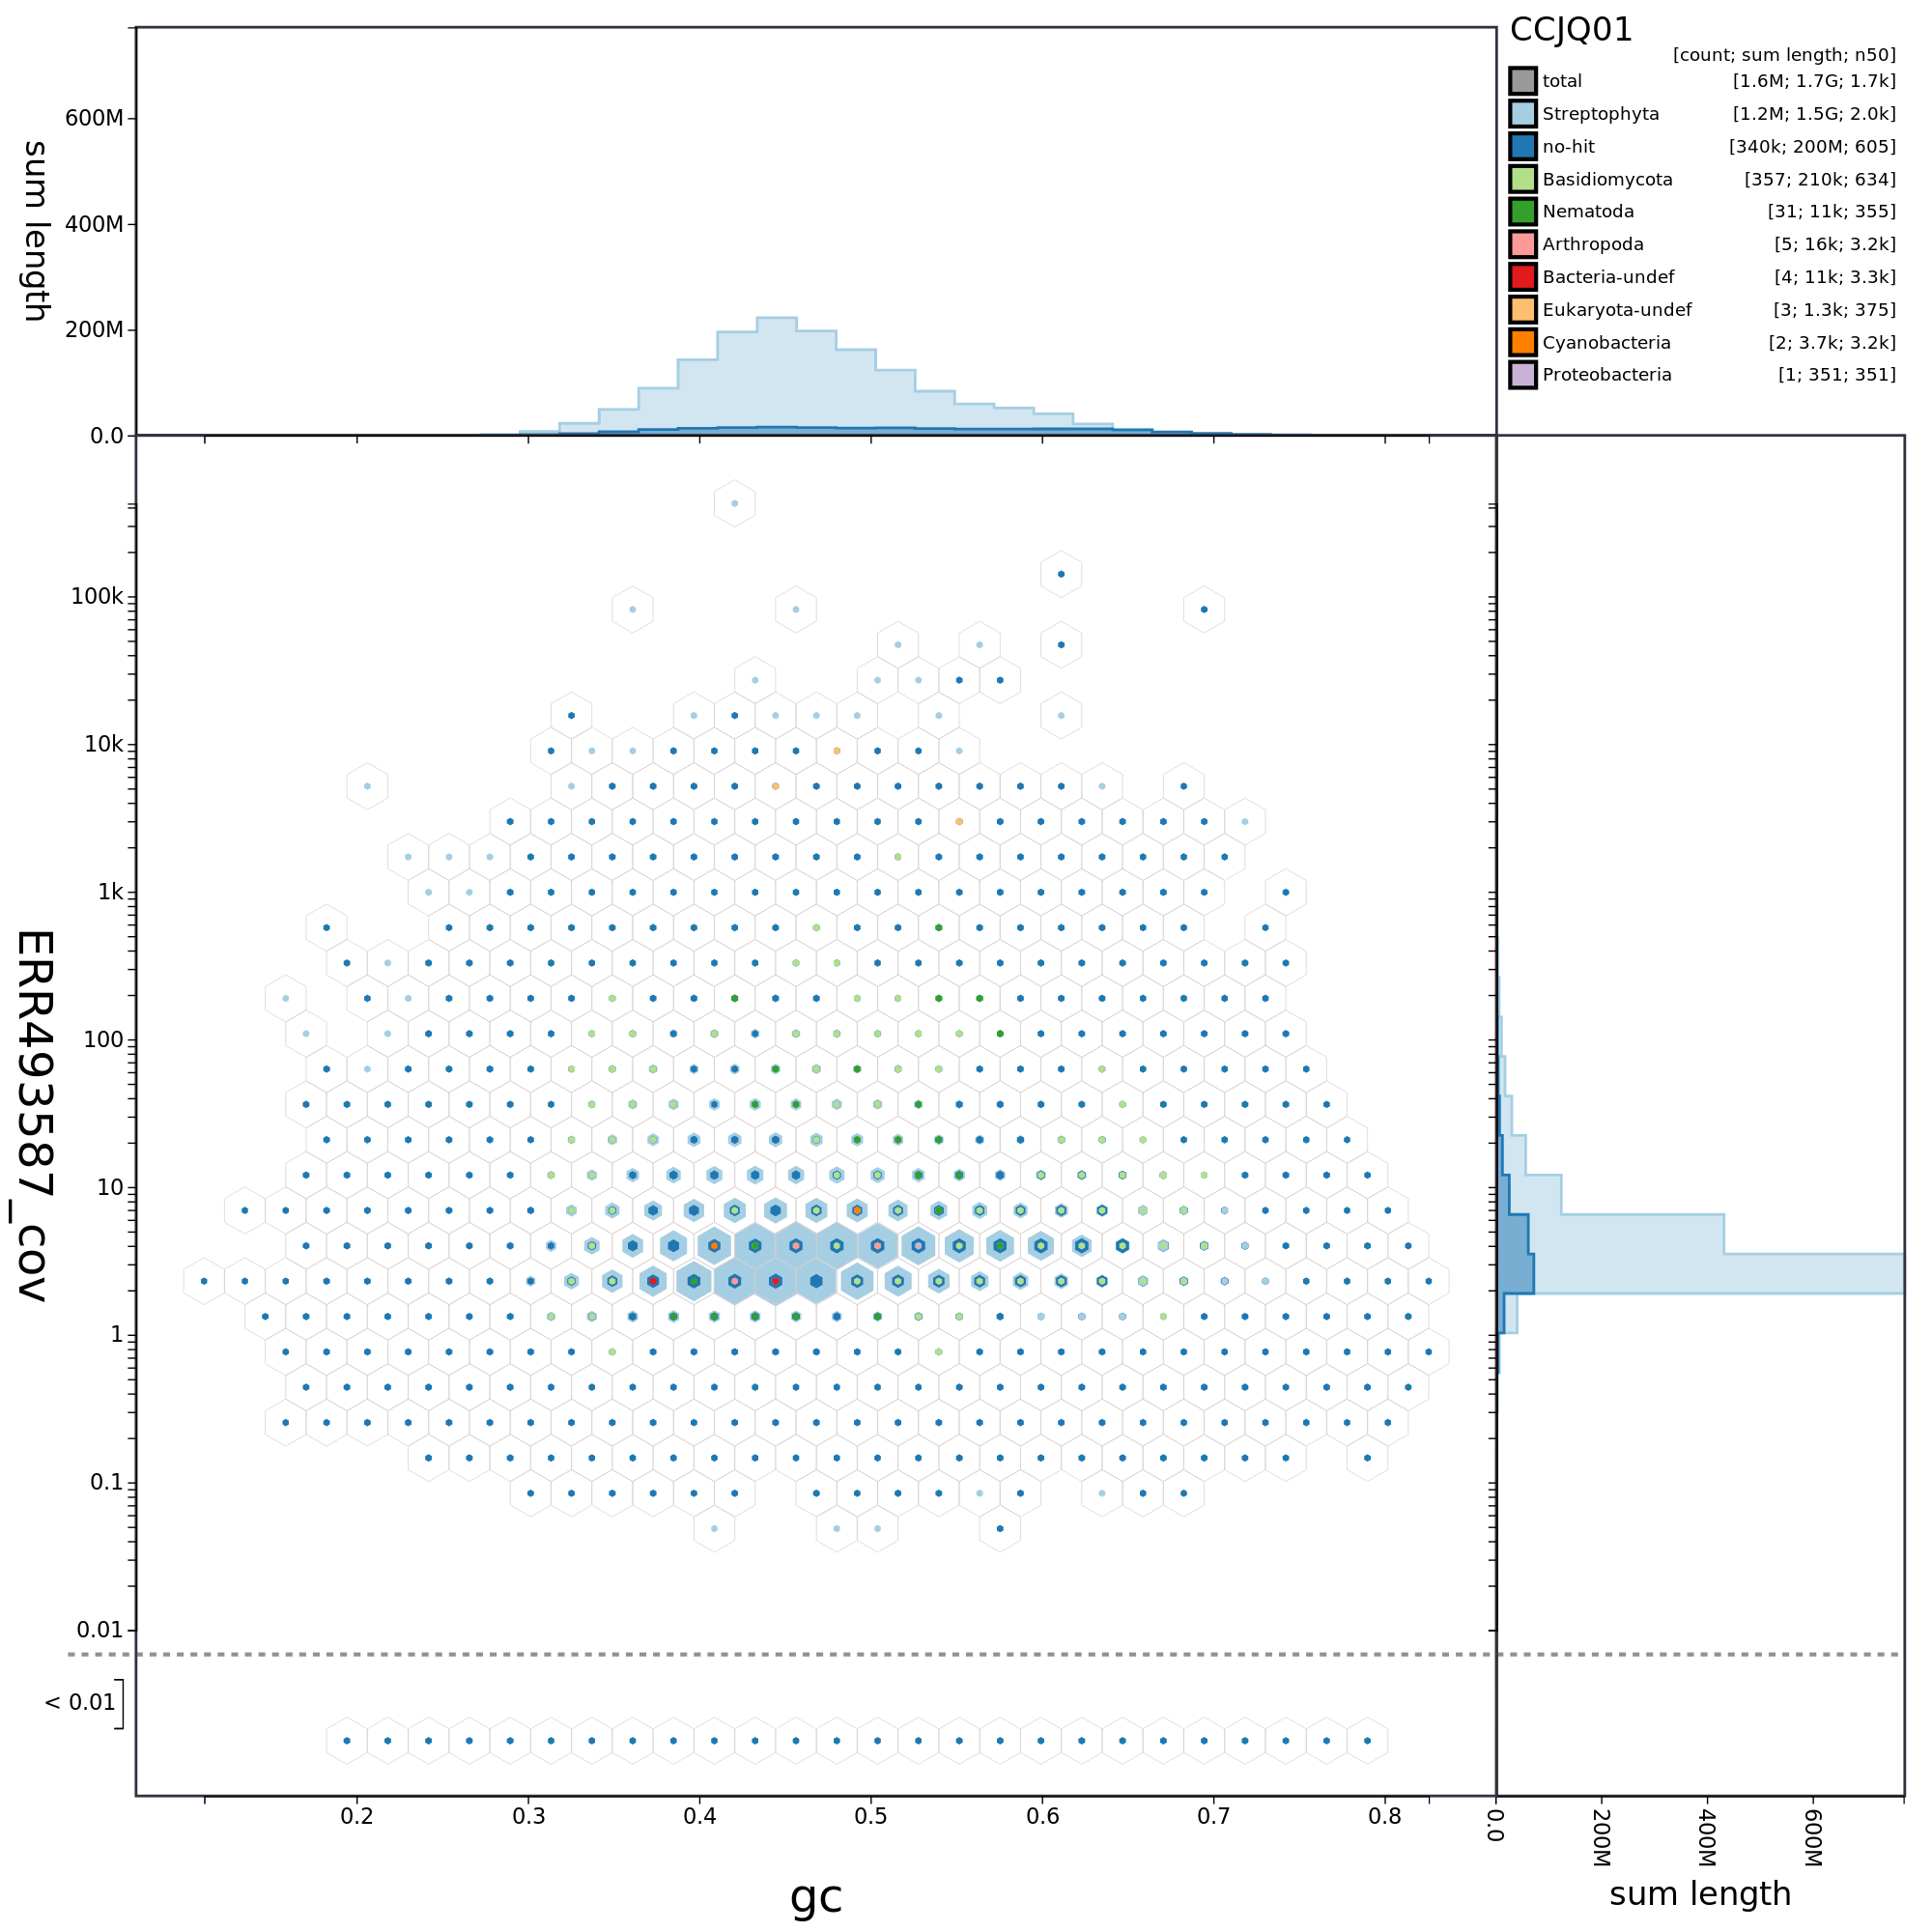 CCJQ01
[count; sum length; n50]
total [1.6M; 1.7G; 1.7k]
Streptophyta [1.2M; 1.5G; 2.0k]
no-hit [340k; 200M; 605]
Basidiomycota [357; 210k; 634]
Nematoda [31; 11k; 355]
Arthropoda [5; 16k; 3.2k]
Bacteria-undef [4; 11k; 3.3k]
Eukaryota-undef [3; 1.3k; 375]
Cyanobacteria [2; 3.7k; 3.2k]
Proteobacteria [1; 351; 351]
sum length
600M
400M
200M
0.0
ERR493587_cov
100k
10k
1k
100
10
1
0.1
0.01
< 0.01
0.2 0.3 0.4 0.5 0.6 0.7 0.8
gc
0.0 200M 400M 600M
sum length